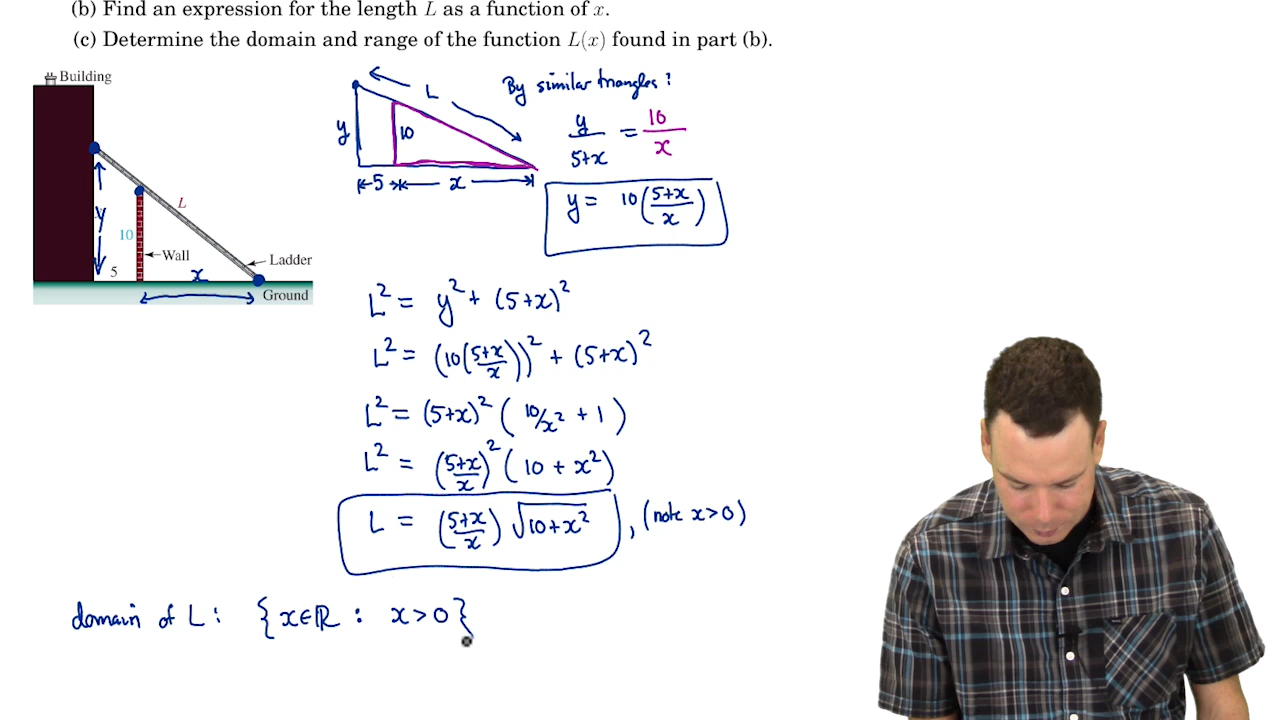 (b) Find an expression for the length L as a function of x.
(c) Determine the domain and range of the function L(x) found in part (b).
Building
L
y
10
5
x
Wall
Ladder
Ground
L
y
10
5
x
By similar triangles:
y/(5+x) = 10/x
y = 10((5+x)/x)
L² = y² + (5+x)²
L² = (10((5+x)/x))² + (5+x)²
L² = (5+x)² (10/x² + 1)
L² = ((5+x)/x)² (10 + x²)
L = ((5+x)/x) √(10+x²) , (note x>0)
domain of L: {x∈ℝ : x>0}